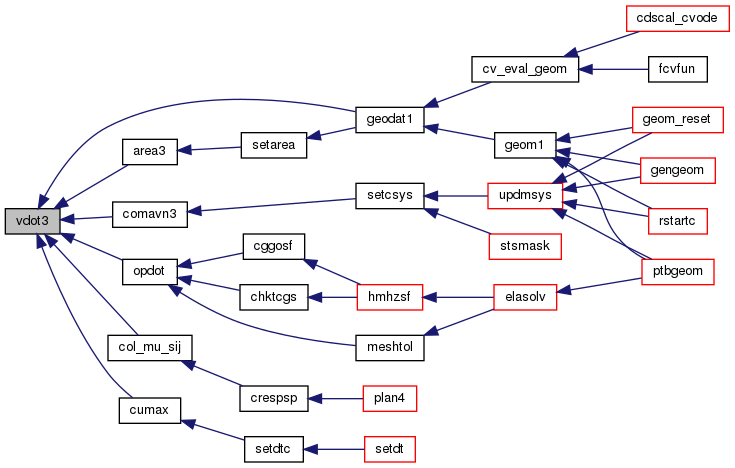 cdscal_cvode
cv_eval_geom
fcvfun
geodat1
geom_reset
area3
setarea
geom1
gengeom
vdot3
comavn3
setcsys
updmsys
rstartc
cggosf
stsmask
opdot
ptbgeom
chktcgs
hmhzsf
elasolv
col_mu_sij
meshtol
crespsp
plan4
cumax
setdtc
setdt